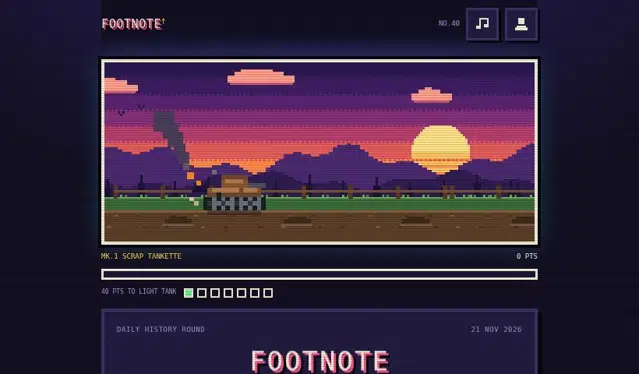 FOOTNOTE†
NO.40
MK.1 SCRAP TANKETTE
0 PTS
40 PTS TO LIGHT TANK
DAILY HISTORY ROUND
21 NOV 2026
FOOTNOTE